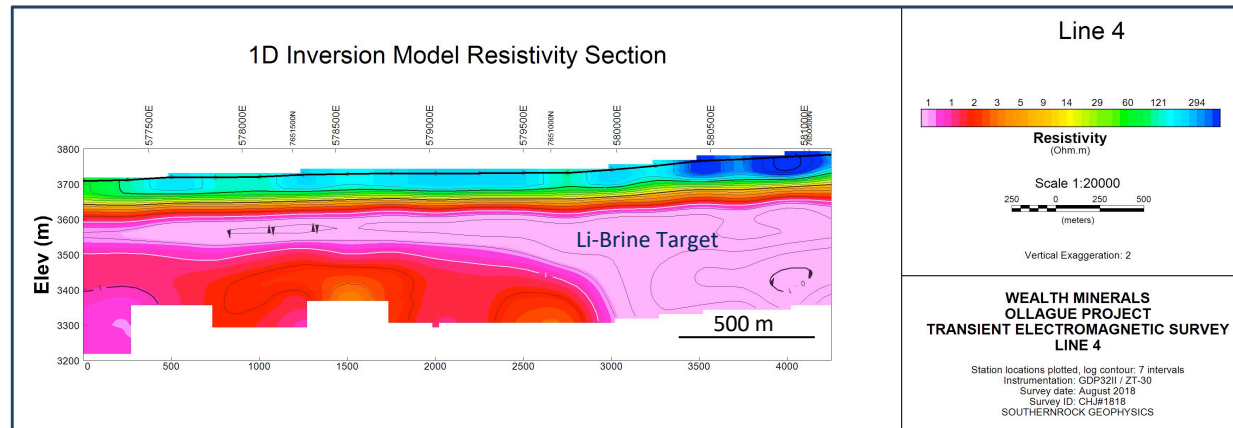 1D Inversion Model Resistivity Section
577500E
578000E
7651500N
578500E
579000E
579500E
7651000N
580000E
580500E
581000E
Elev (m)
3800
3700
3600
3500
3400
3300
3200
Li-Brine Target
500 m
0 500 1000 1500 2000 2500 3000 3500 4000
Line 4
1 1 2 3 5 9 14 29 60 121 294
Resistivity
(Ohm.m)
Scale 1:20000
250 0 250 500
(meters)
Vertical Exaggeration: 2
WEALTH MINERALS
OLLAGUE PROJECT
TRANSIENT ELECTROMAGNETIC SURVEY
LINE 4
Station locations plotted, log contour: 7 intervals
Instrumentation: GDP32II / ZT-30
Survey date: August 2018
Survey ID: CHJ#1818
SOUTHERNROCK GEOPHYSICS